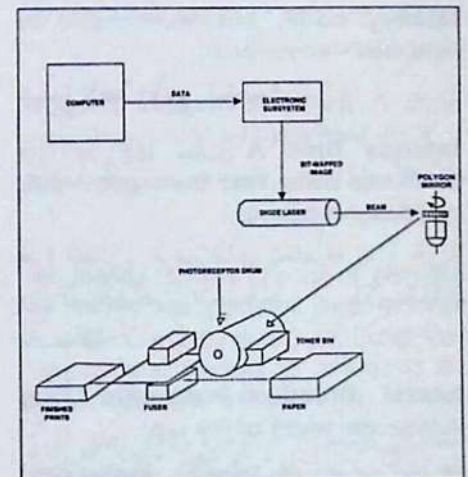 COMPUTER
DATA
ELECTRONIC
SUBSYSTEM
BIT-MAPPED
IMAGE
POLYGON
MIRROR
DIODE LASER
BEAM
PHOTORECEPTOR DRUM
TONER BIN
FINISHED
PRINTS
FUSER
PAPER